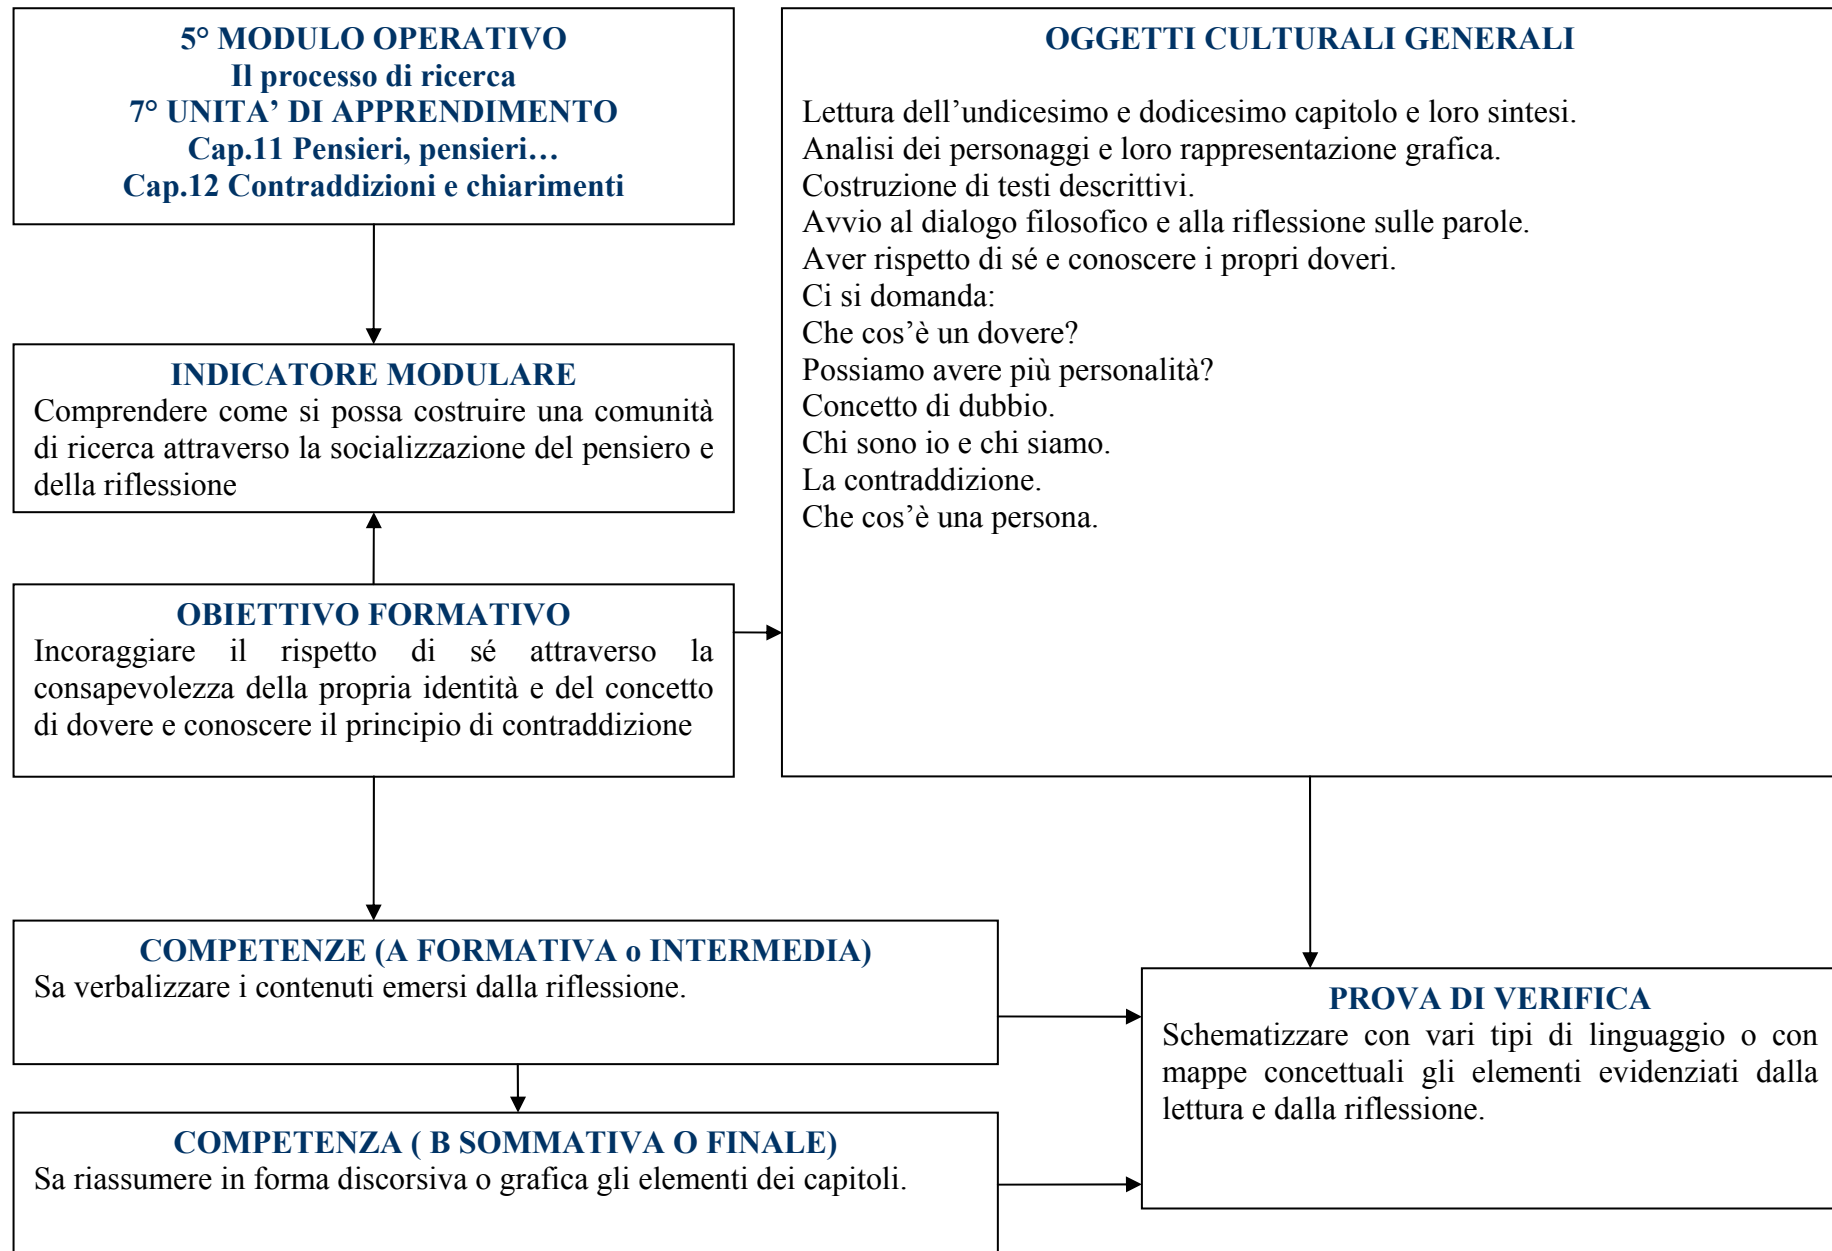 5° MODULO OPERATIVO
Il processo di ricerca
7° UNITA’ DI APPRENDIMENTO
Cap.11 Pensieri, pensieri…
Cap.12 Contraddizioni e chiarimenti
OGGETTI CULTURALI GENERALI
Lettura dell’undicesimo e dodicesimo capitolo e loro sintesi.
Analisi dei personaggi e loro rappresentazione grafica.
Costruzione di testi descrittivi.
Avvio al dialogo filosofico e alla riflessione sulle parole.
Aver rispetto di sé e conoscere i propri doveri.
Ci si domanda:
Che cos’è un dovere?
Possiamo avere più personalità?
Concetto di dubbio.
Chi sono io e chi siamo.
La contraddizione.
Che cos’è una persona.
INDICATORE MODULARE
Comprendere come si possa costruire una comunità
di ricerca attraverso la socializzazione del pensiero e
della riflessione
OBIETTIVO FORMATIVO
Incoraggiare il rispetto di sé attraverso la
consapevolezza della propria identità e del concetto
di dovere e conoscere il principio di contraddizione
COMPETENZE (A FORMATIVA o INTERMEDIA)
Sa verbalizzare i contenuti emersi dalla riflessione.
COMPETENZA ( B SOMMATIVA O FINALE)
Sa riassumere in forma discorsiva o grafica gli elementi dei capitoli.
PROVA DI VERIFICA
Schematizzare con vari tipi di linguaggio o con
mappe concettuali gli elementi evidenziati dalla
lettura e dalla riflessione.